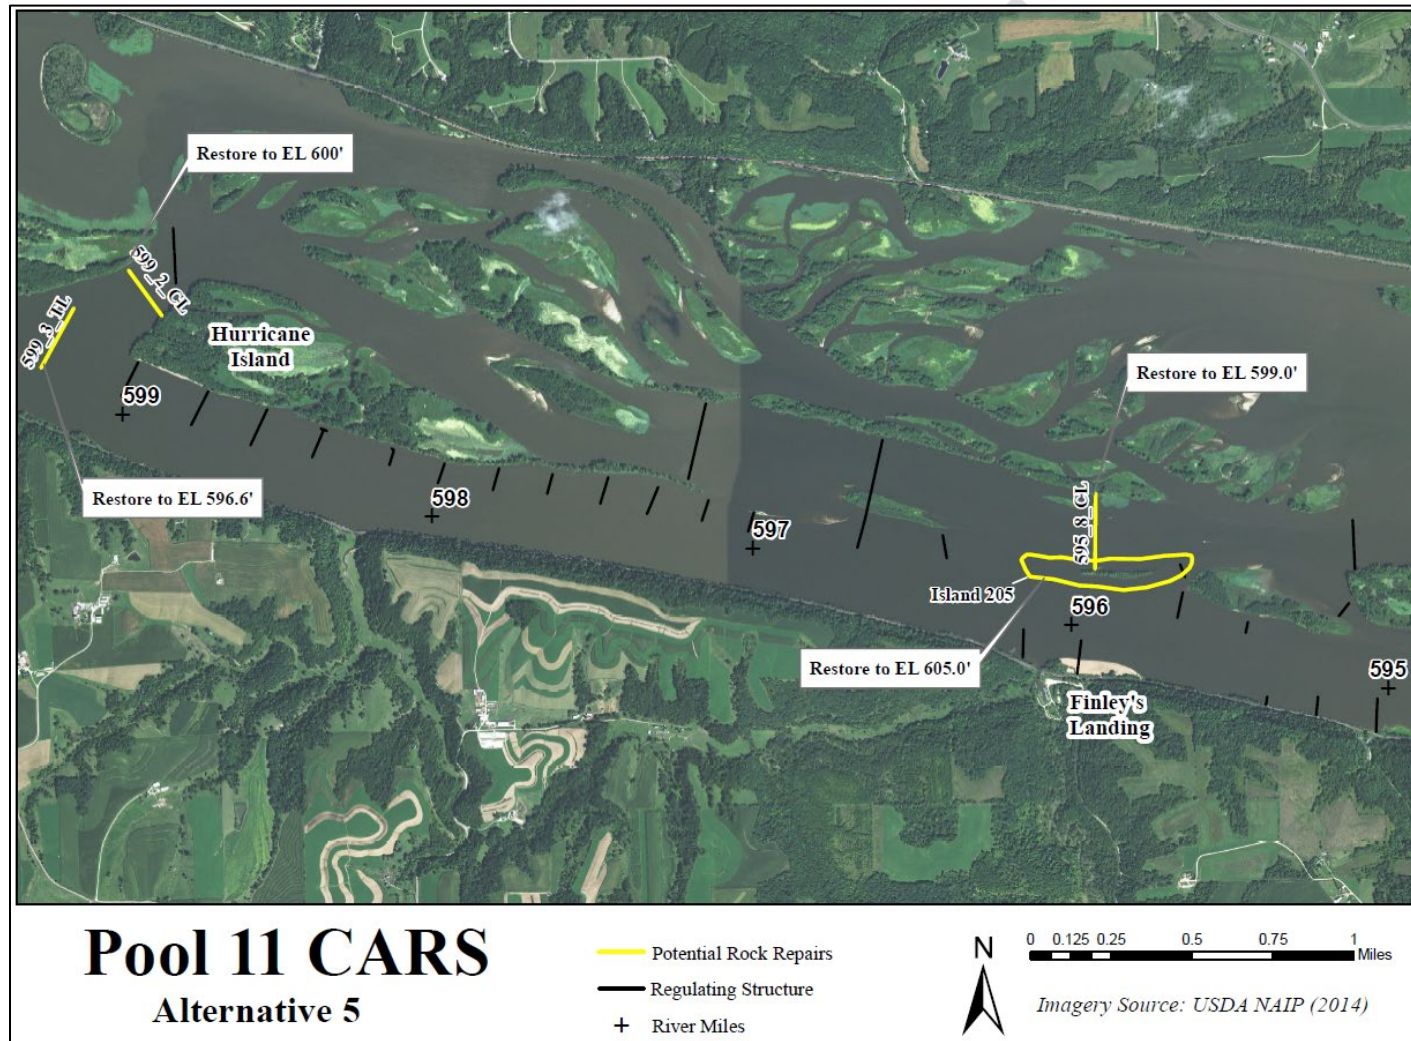 Restore to EL 600'
599_2_CL
599_3_TL
Hurricane
Island
Restore to EL 599.0'
599
Restore to EL 596.6'
598
597
595_8_CL
Island 205
596
Restore to EL 605.0'
595
Finley's
Landing
Pool 11 CARS
Alternative 5
Potential Rock Repairs
Regulating Structure
River Miles
N
0 0.125 0.25 0.5 0.75 1
Miles
Imagery Source: USDA NAIP (2014)